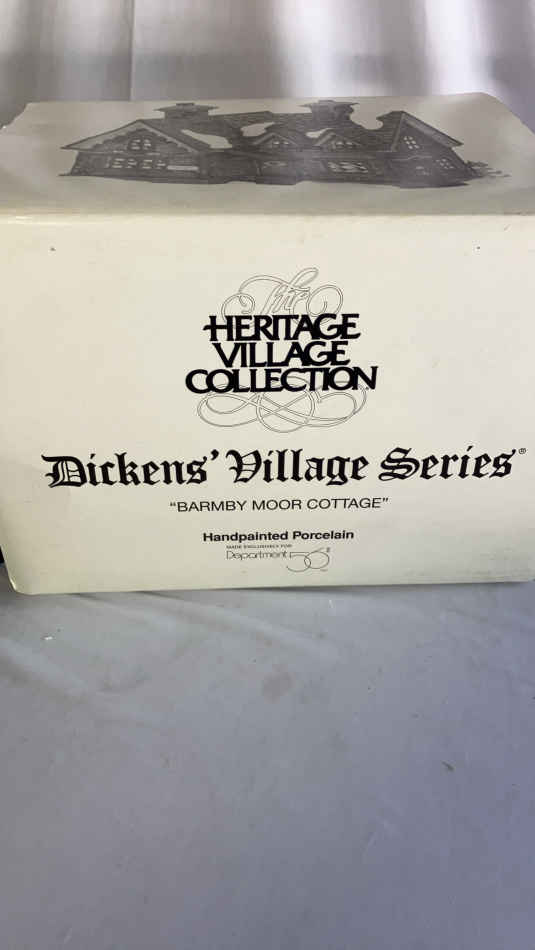 The
HERITAGE
VILLAGE
COLLECTION
Dickens' Village Series®
"BARMBY MOOR COTTAGE"
Handpainted Porcelain
MADE EXCLUSIVELY FOR
Department 56